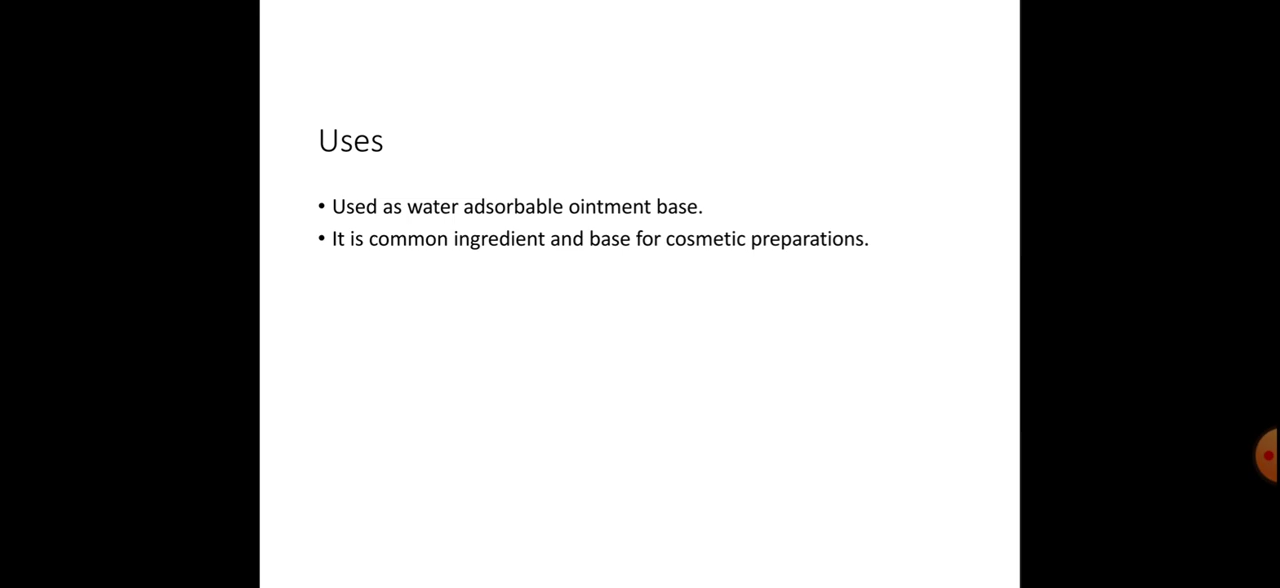 Uses
• Used as water adsorbable ointment base.
• It is common ingredient and base for cosmetic preparations.